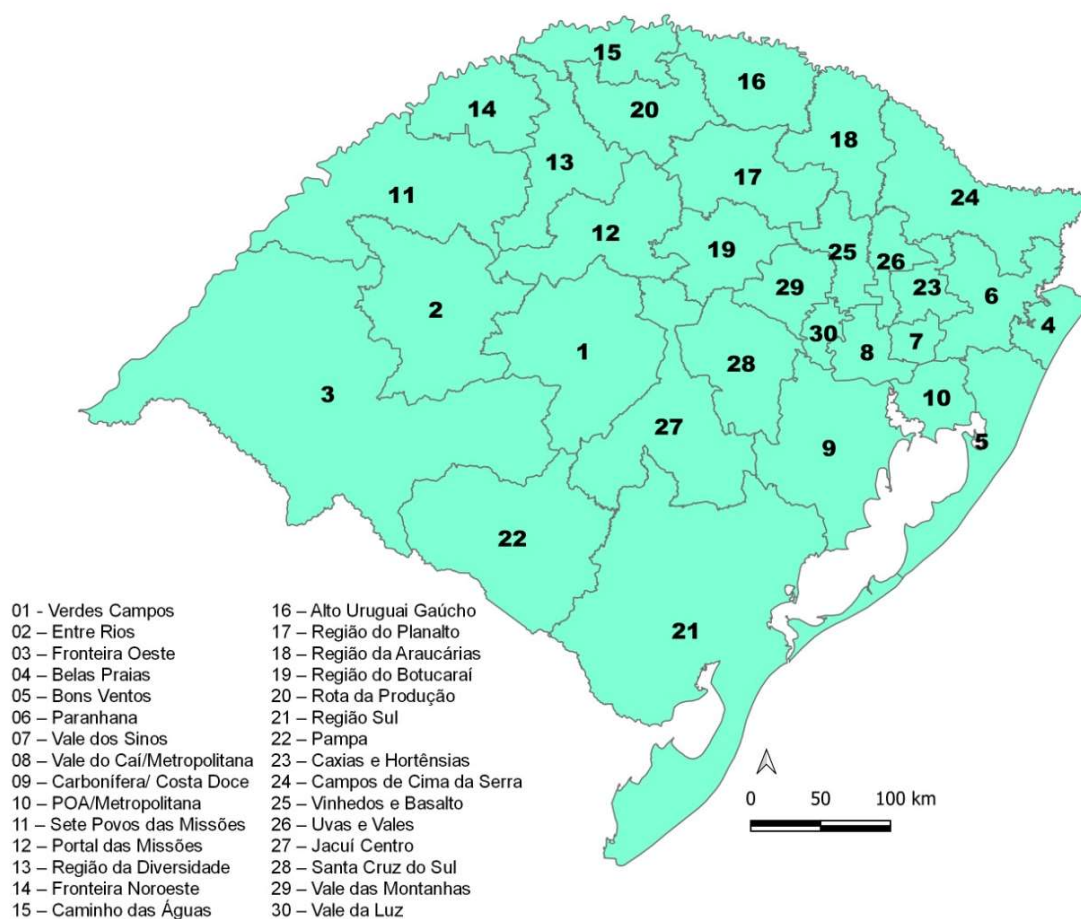 15
16
14
20
18
13
11
17
24
12
19
25
26
2
29
23
6
4
1
30
7
3
28
8
10
27
9
5
22
21
01 - Verdes Campos
02 – Entre Rios
03 – Fronteira Oeste
04 – Belas Praias
05 – Bons Ventos
06 – Paranhana
07 – Vale dos Sinos
08 – Vale do Caí/Metropolitana
09 – Carbonífera/ Costa Doce
10 – POA/Metropolitana
11 – Sete Povos das Missões
12 – Portal das Missões
13 – Região da Diversidade
14 – Fronteira Noroeste
15 – Caminho das Águas
16 – Alto Uruguai Gaúcho
17 – Região do Planalto
18 – Região da Araucárias
19 – Região do Botucaraí
20 – Rota da Produção
21 – Região Sul
22 – Pampa
23 – Caxias e Hortênsias
24 – Campos de Cima da Serra
25 – Vinhedos e Basalto
26 – Uvas e Vales
27 – Jacuí Centro
28 – Santa Cruz do Sul
29 – Vale das Montanhas
30 – Vale da Luz
0 50 100 km